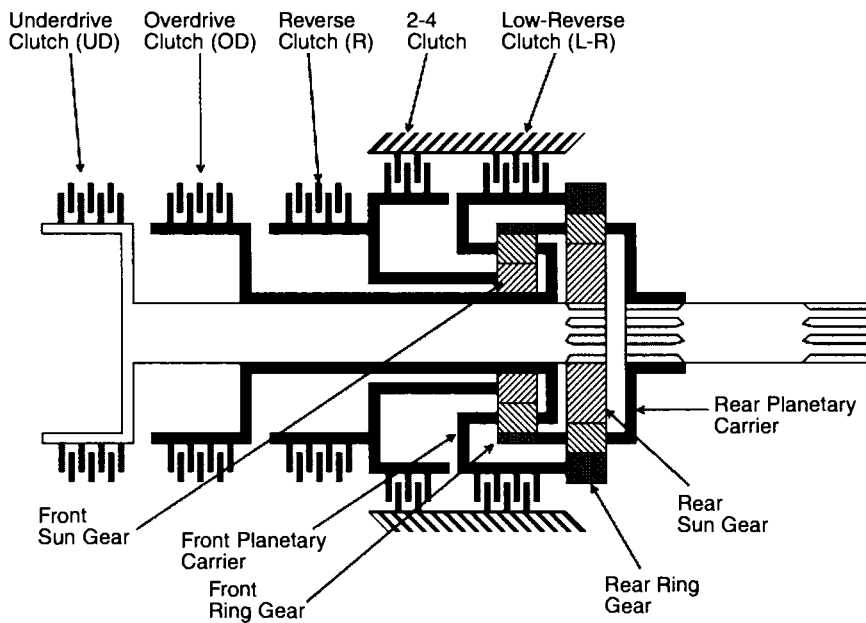 Underdrive
Clutch (UD)
Overdrive
Clutch (OD)
Reverse
Clutch (R)
2-4
Clutch
Low-Reverse
Clutch (L-R)
Rear Planetary
Carrier
Front
Sun Gear
Front Planetary
Carrier
Front
Ring Gear
Rear
Sun Gear
Rear Ring
Gear